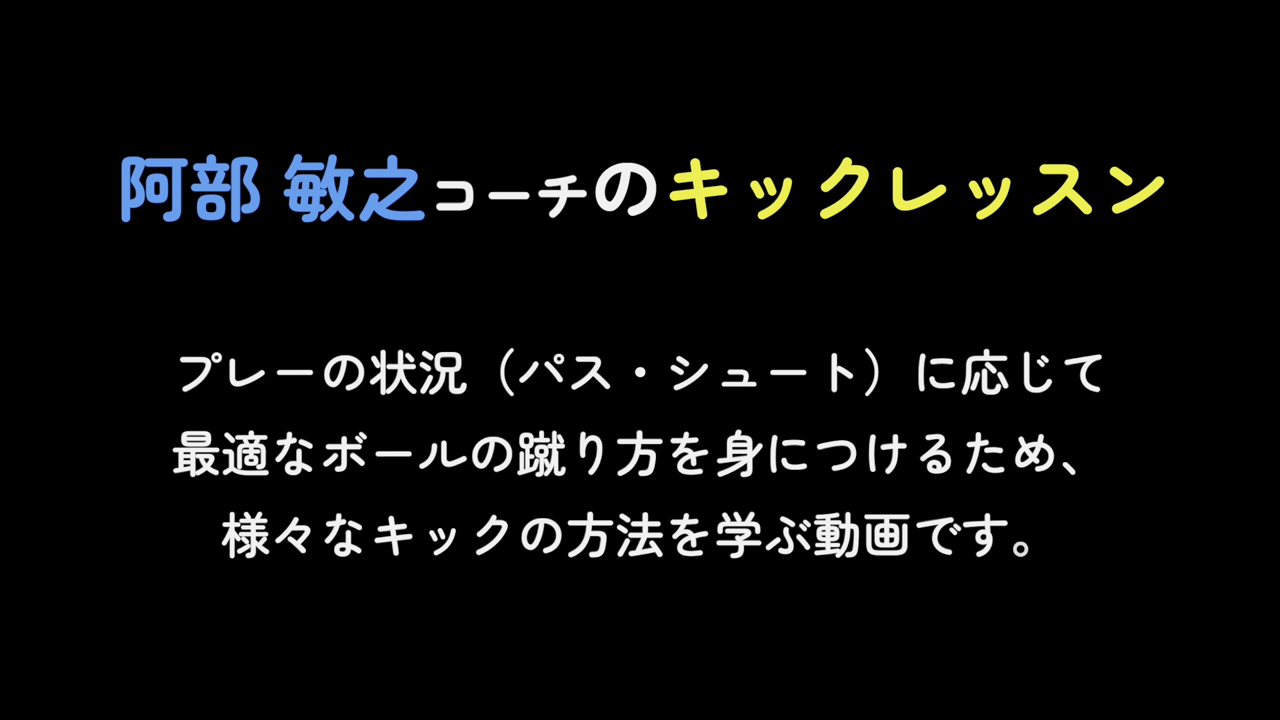 阿部 敏之コーチのキックレッスン
プレーの状況（パス・シュート）に応じて
最適なボールの蹴り方を身につけるため、
様々なキックの方法を学ぶ動画です。